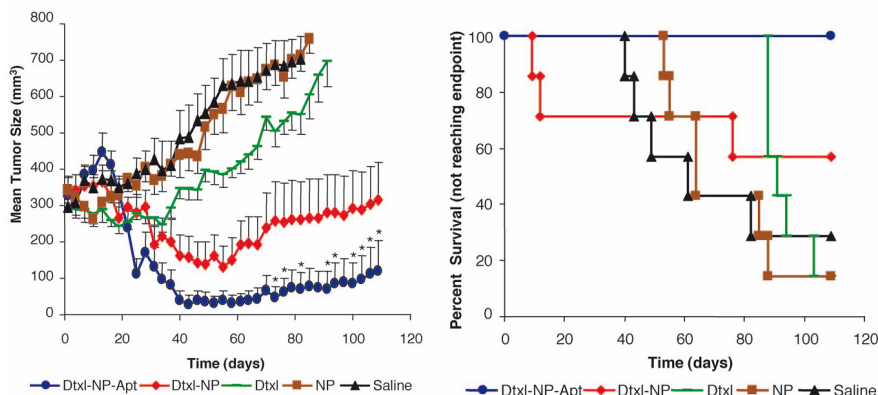 Mean Tumor Size (mm³)
800
700
600
500
400
300
200
100
0
* * * * * * * *
0 20 40 60 80 100 120
Time (days)
Dtxl-NP-Apt Dtxl-NP Dtxl NP Saline
Percent Survival (not reaching endpoint)
100
80
60
40
20
0
0 20 40 60 80 100 120
Time (days)
Dtxl-NP-Apt Dtxl-NP Dtxl NP Saline